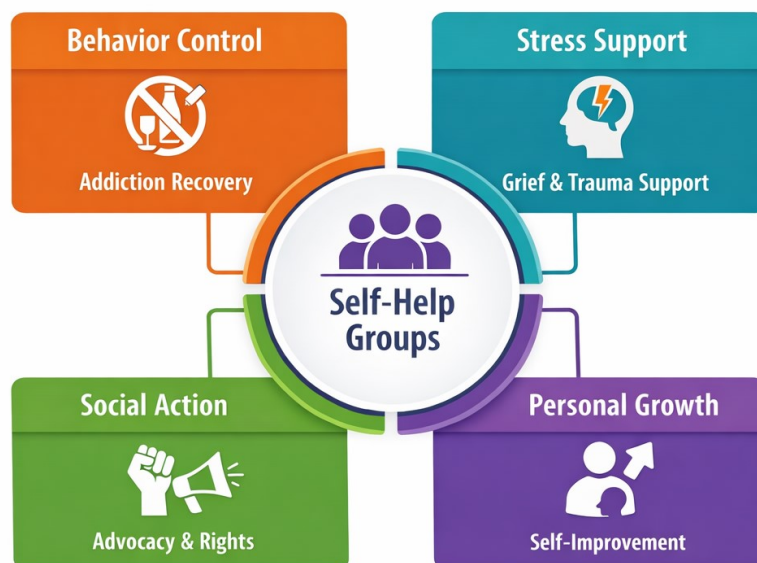 Behavior Control
Addiction Recovery
Stress Support
Grief & Trauma Support
Self-Help
Groups
Social Action
Advocacy & Rights
Personal Growth
Self-Improvement